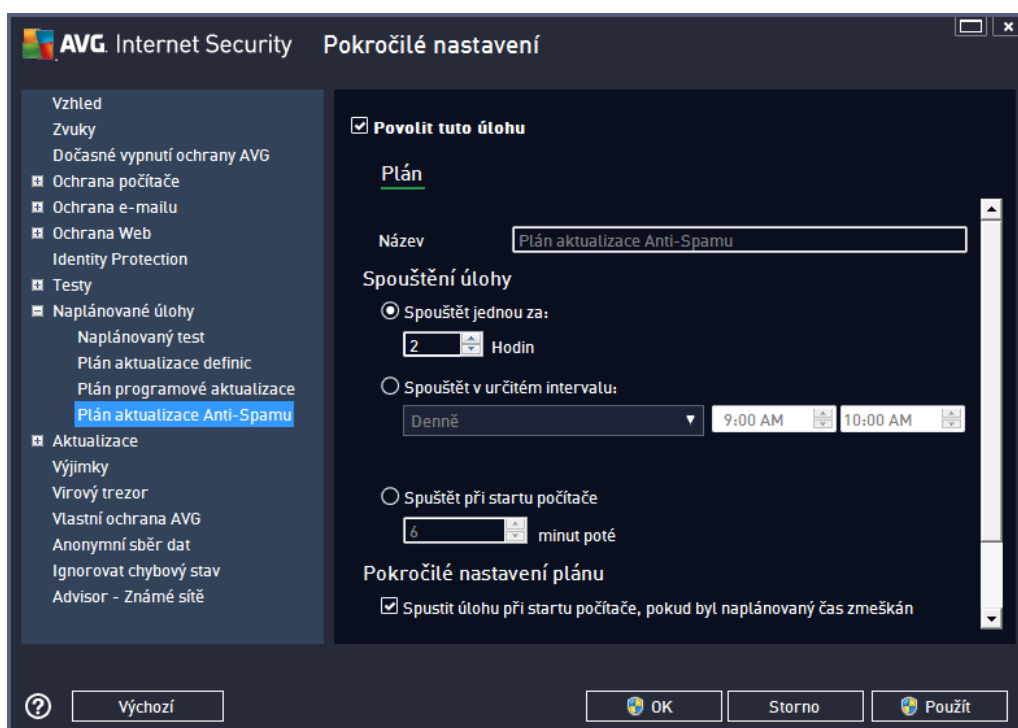 AVG. Internet Security Pokročilé nastavení
Vzhled
Zvuky
Dočasné vypnutí ochrany AVG
Ochrana počítače
Ochrana e-mailu
Ochrana Web
Identity Protection
Testy
Naplánované úlohy
Naplánovaný test
Plán aktualizace definic
Plán programové aktualizace
Plán aktualizace Anti-Spamu
Aktualizace
Výjimky
Virový trezor
Vlastní ochrana AVG
Anonymní sběr dat
Ignorovat chybový stav
Advisor - Známé sítě
Povolit tuto úlohu
Plán
Název Plán aktualizace Anti-Spamu
Spouštění úlohy
Spouštět jednou za:
2 Hodin
Spouštět v určitém intervalu:
Denně 9:00 AM 10:00 AM
Spuštět při startu počítače
6 minut poté
Pokročilé nastavení plánu
Spustit úlohu při startu počítače, pokud byl naplánovaný čas zmeškán
? Výchozí OK Storno Použít